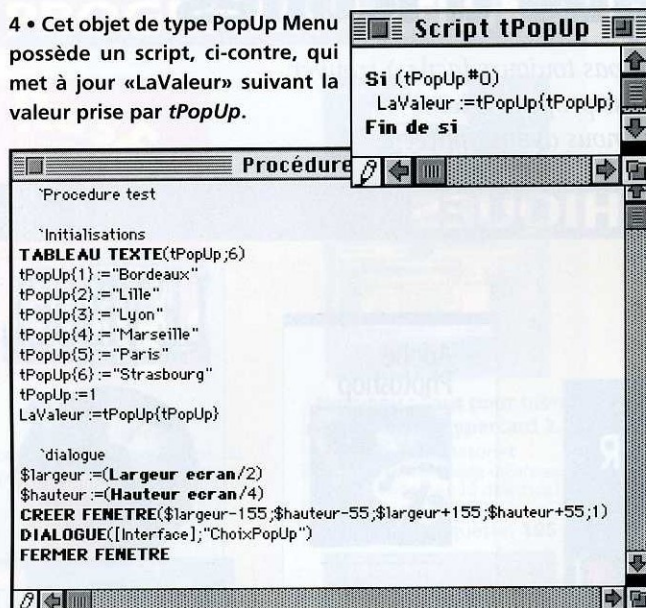 4 • Cet objet de type PopUp Menu
possède un script, ci-contre, qui
met à jour «LaValeur» suivant la
valeur prise par tPopUp.
Script tPopUp
Si (tPopUp#0)
LaValeur:=tPopUp{tPopUp}
Fin de si
Procédure
`Procedure test
`Initialisations
TABLEAU TEXTE(tPopUp;6)
tPopUp{1}:="Bordeaux"
tPopUp{2}:="Lille"
tPopUp{3}:="Lyon"
tPopUp{4}:="Marseille"
tPopUp{5}:="Paris"
tPopUp{6}:="Strasbourg"
tPopUp:=1
LaValeur:=tPopUp{tPopUp}
`dialogue
$largeur:=(Largeur ecran/2)
$hauteur:=(Hauteur ecran/4)
CREER FENETRE($largeur-155;$hauteur-55;$largeur+155;$hauteur+55;1)
DIALOGUE([Interface];"ChoixPopUp")
FERMER FENETRE